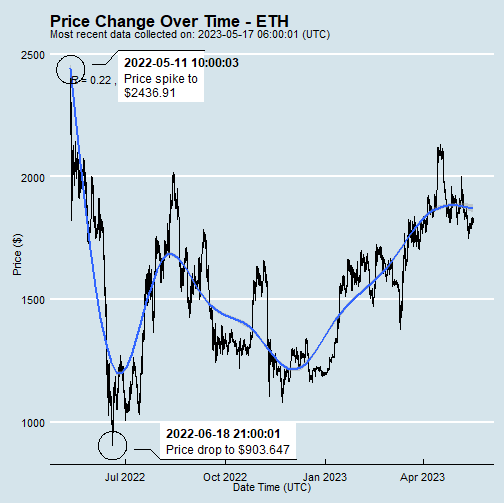 Price Change Over Time - ETH
Most recent data collected on: 2023-05-17 06:00:01 (UTC)
2500
2022-05-11 10:00:03
Price spike to
$2436.91
= 0.22 ,
2000
Price ($)
1500
1000
2022-06-18 21:00:01
Price drop to $903.647
Jul 2022
Oct 2022
Jan 2023
Apr 2023
Date Time (UTC)